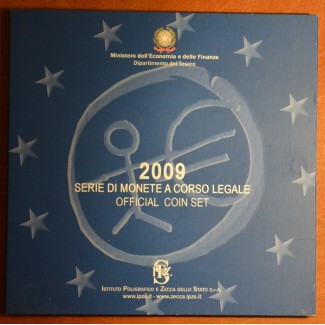 Ministero dell'Economia e delle Finanze
Dipartimento del Tesoro
2009
SERIE DI MONETE A CORSO LEGALE
OFFICIAL COIN SET
ISTITUTO POLIGRAFICO E ZECCA DELLO STATO S.P.A.
www.ipzs.it - www.zecca.ipzs.it